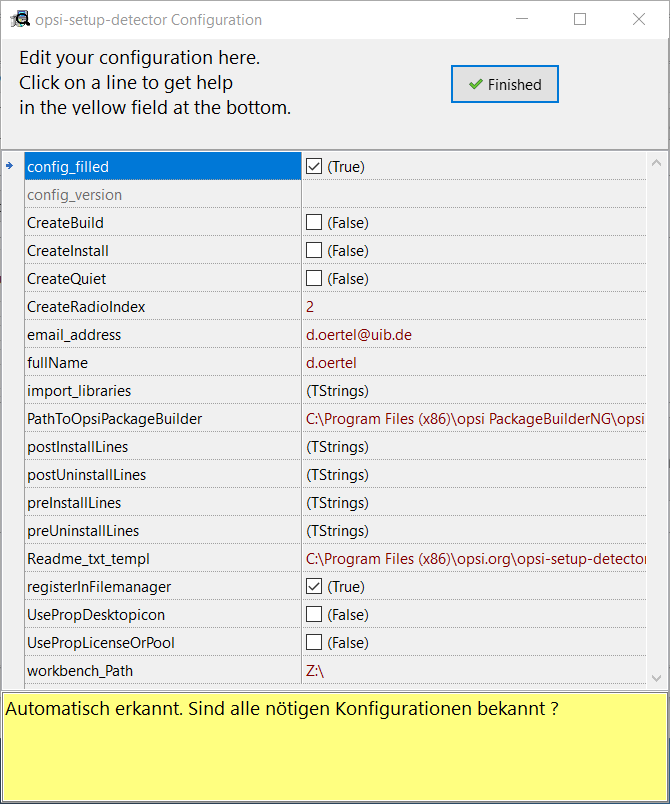 opsi-setup-detector Configuration
Edit your configuration here.
Click on a line to get help
in the yellow field at the bottom.
Finished
config_filled (True)
config_version
CreateBuild (False)
CreateInstall (False)
CreateQuiet (False)
CreateRadioIndex 2
email_address d.oertel@uib.de
fullName d.oertel
import_libraries (TStrings)
PathToOpsiPackageBuilder C:\Program Files (x86)\opsi PackageBuilderNG\opsi
postInstallLines (TStrings)
postUninstallLines (TStrings)
preInstallLines (TStrings)
preUninstallLines (TStrings)
Readme_txt_templ C:\Program Files (x86)\opsi.org\opsi-setup-detector
registerInFilemanager (True)
UsePropDesktopicon (False)
UsePropLicenseOrPool (False)
workbench_Path Z:\
Automatisch erkannt. Sind alle nötigen Konfigurationen bekannt ?